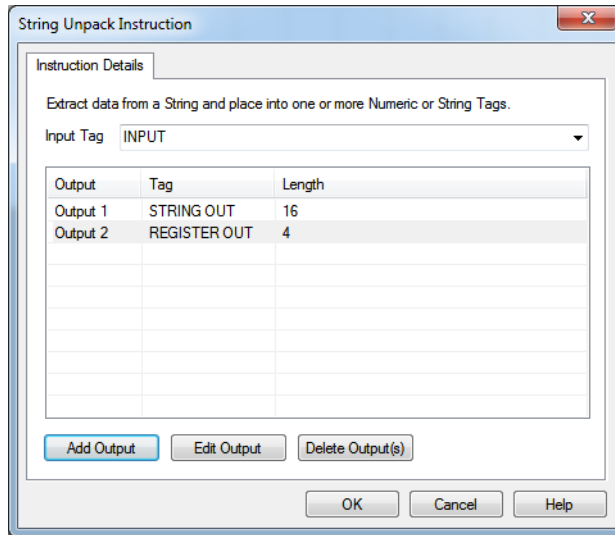 String Unpack Instruction
Instruction Details
Extract data from a String and place into one or more Numeric or String Tags.
Input Tag INPUT
Output Tag Length
Output 1 STRING OUT 16
Output 2 REGISTER OUT 4
Add Output Edit Output Delete Output(s)
OK Cancel Help